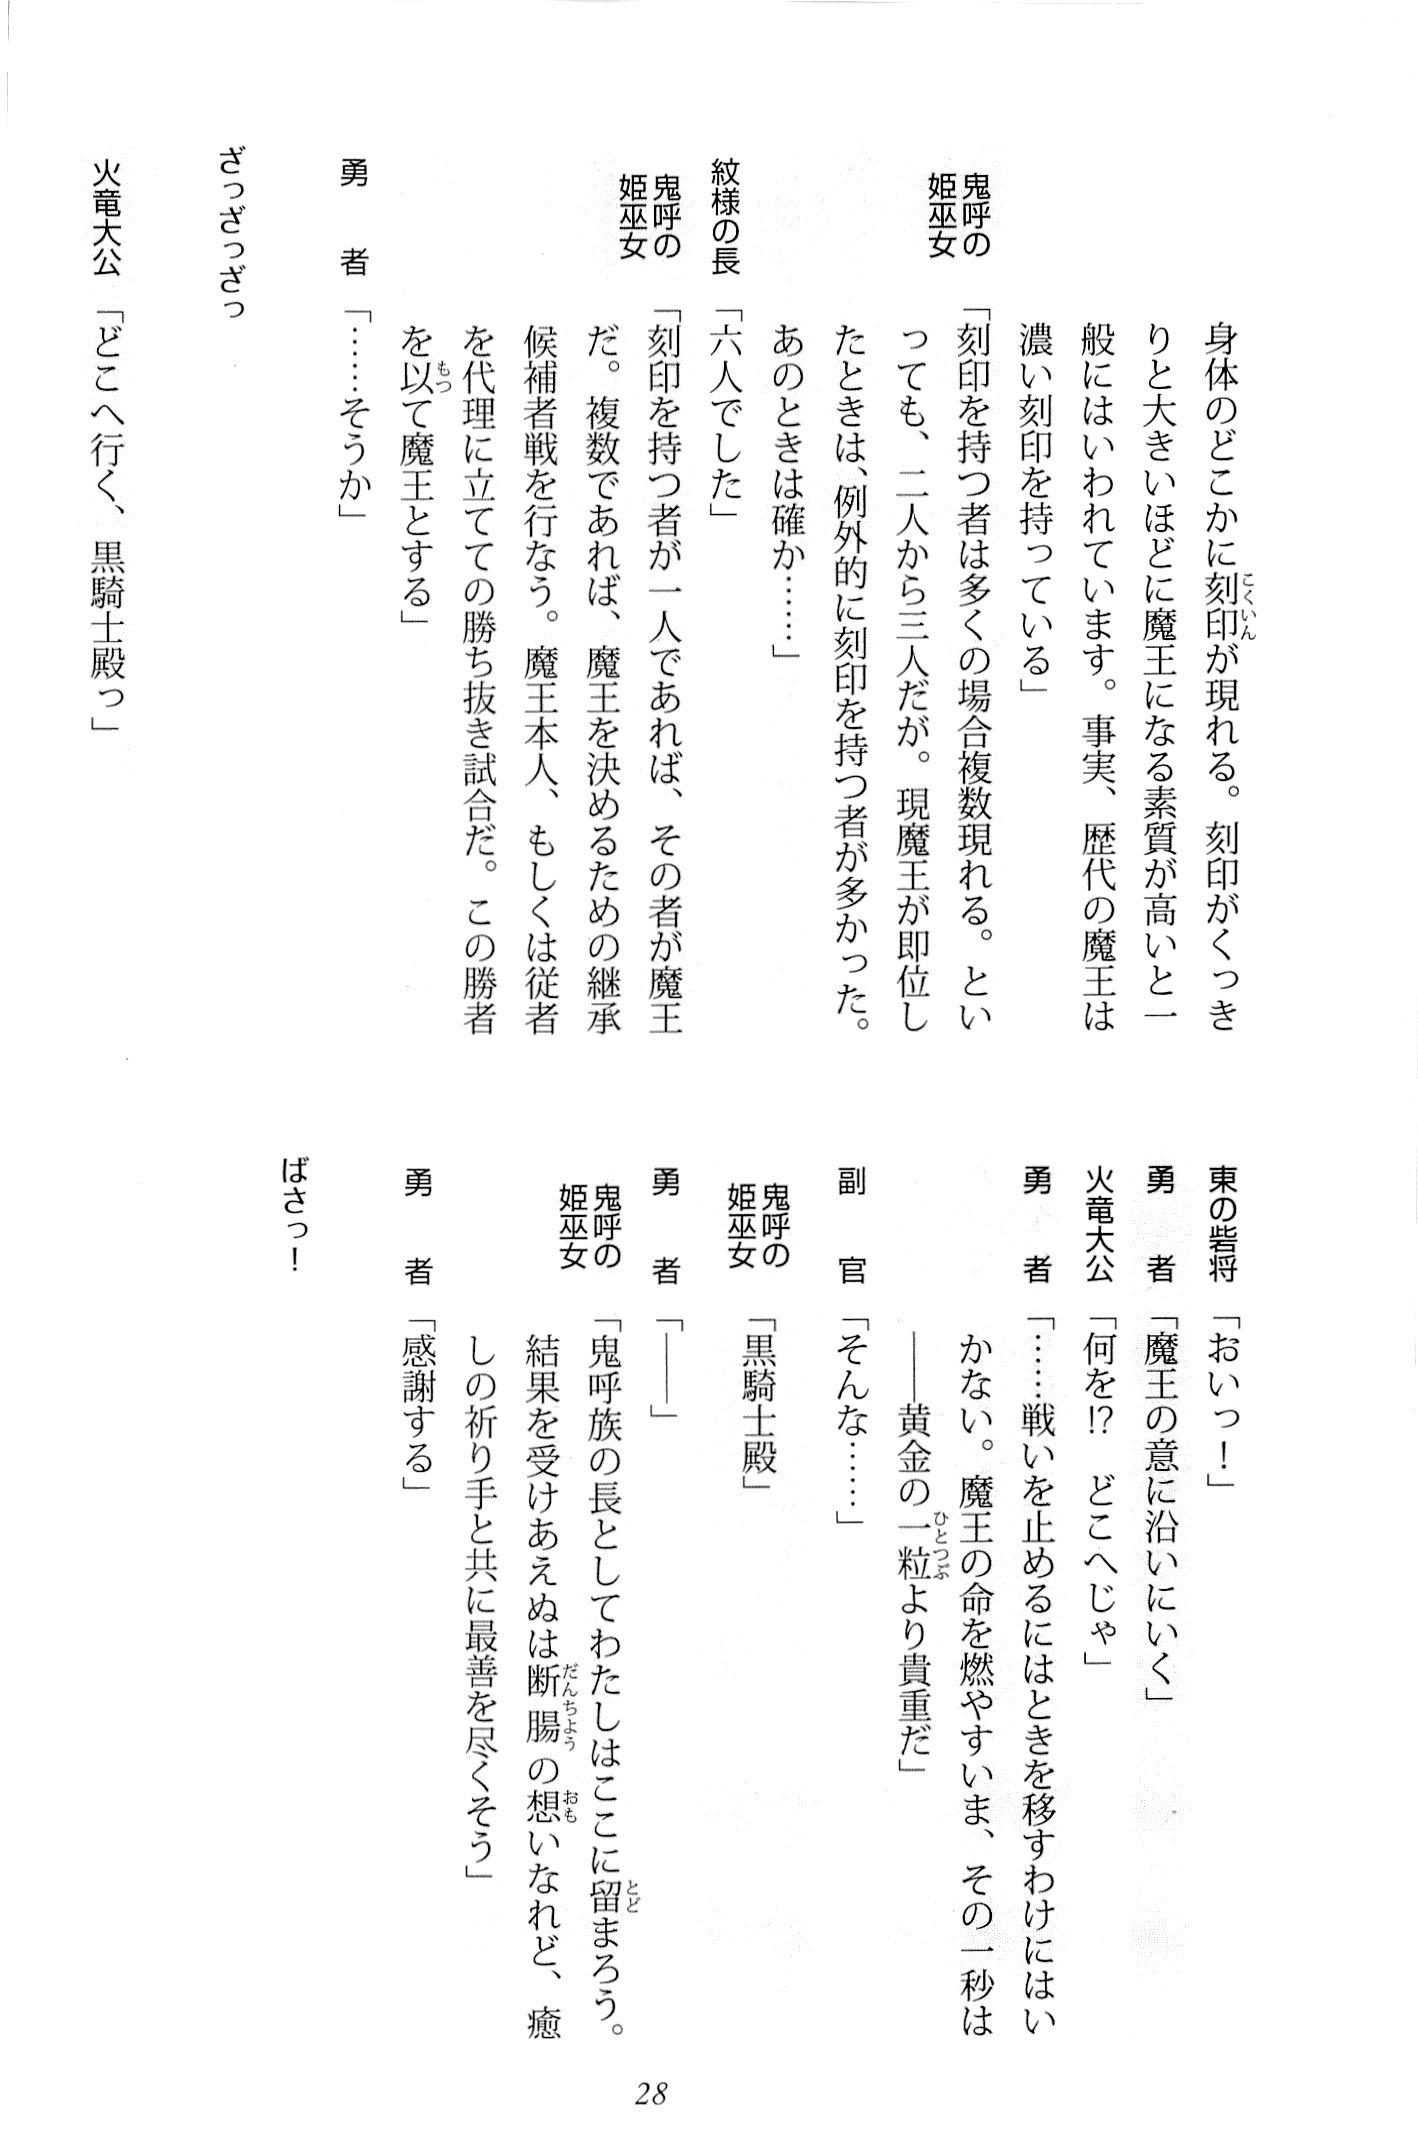 身体のどこかに刻印が現れる。刻印がくっき
りと大きいほどに魔王になる素質が高いと一
般にはいわれています。事実、歴代の魔王は
濃い刻印を持っている」
鬼呼の姫巫女「刻印を持つ者は多くの場合複数現れる。とい
っても、二人から三人だが。現魔王が即位し
たときは、例外的に刻印を持つ者が多かった。
あのときは確か……」
紋様の長「六人でした」
鬼呼の姫巫女「刻印を持つ者が一人であれば、その者が魔王
だ。複数であれば、魔王を決めるための継承
候補者戦を行なう。魔王本人、もしくは従者
を代理に立てての勝ち抜き試合だ。この勝者
を以て魔王とする」
勇者「……そうか」
ざっざっざっ
火竜大公「どこへ行く、黒騎士殿っ」
東の砦将「おいっ！」
勇者「魔王の意に沿いにいく」
火竜大公「何を!?　どこへじゃ」
勇者「……戦いを止めるにはときを移すわけにはい
かない。魔王の命を燃やすいま、その一秒は
――黄金の一粒より貴重だ」
副官「そんな……」
鬼呼の姫巫女「黒騎士殿」
勇者「――」
鬼呼の姫巫女「鬼呼族の長としてわたしはここに留まろう。
結果を受けあえぬは断腸の想いなれど、癒
しの祈り手と共に最善を尽くそう」
勇者「感謝する」
ばさっ！
28